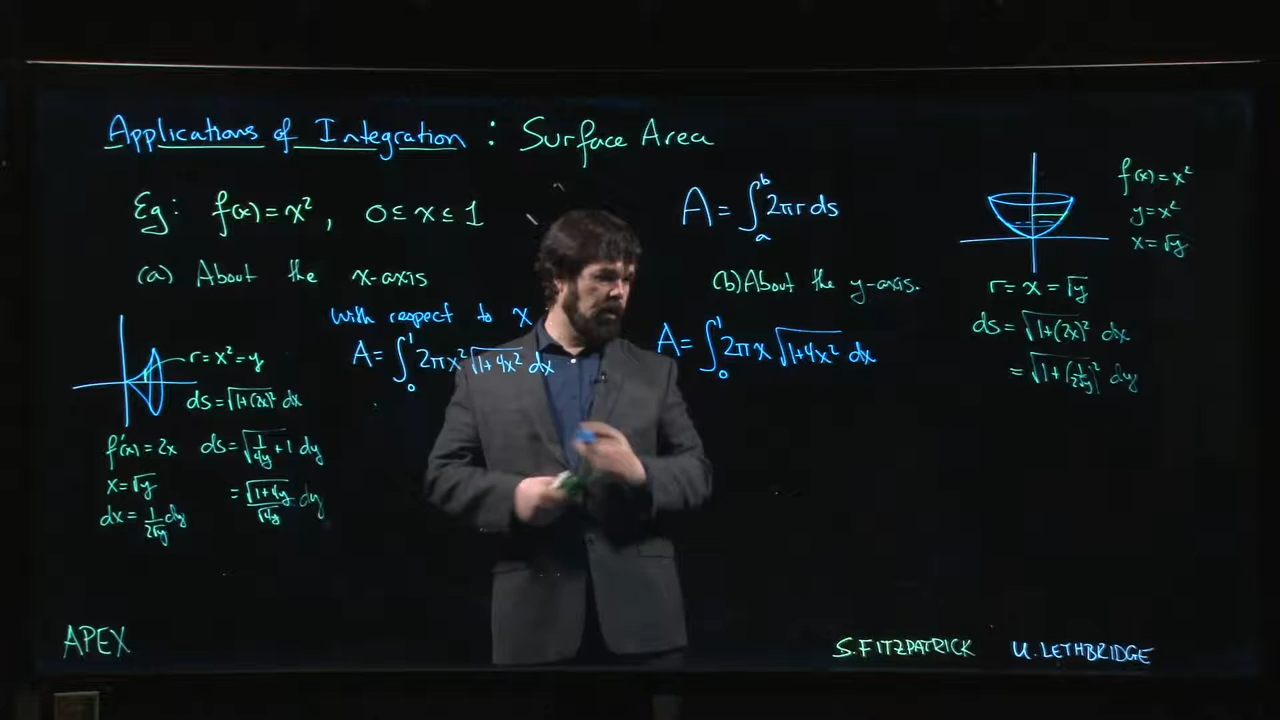 Applications of Integration : Surface Area
Eg: f(x) = x², 0 ≤ x ≤ 1
(a) About the x-axis
r = x² = y
ds = √(1+(2x)²) dx
f'(x) = 2x
x = √y
dx = 1/(2√y) dy
ds = √(1/(4y) + 1) dy
= √(1+4y)/√(4y) dy
with respect to x
A = ∫₀¹ 2πx² √(1+4x²) dx
A = ∫ₐᵇ 2πr ds
(b) About the y-axis.
A = ∫₀¹ 2πx √(1+4x²) dx
f(x) = x²
y = x²
x = √y
r = x = √y
ds = √(1+(2x)²) dx
= √(1+(1/(2√y))²) dy
APEX
S. FITZPATRICK U. LETHBRIDGE